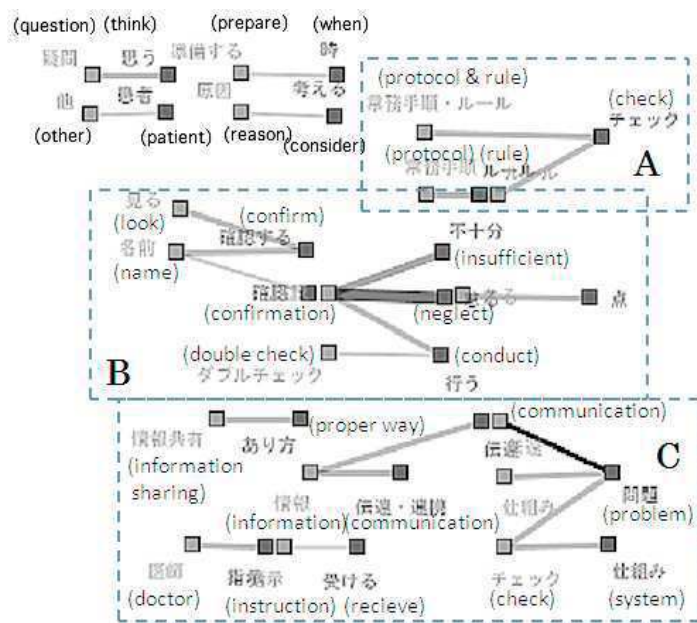 (question) (think) (prepare) (when)
疑問 思う 準備する 時
他 患者 原因 考える
(other) (patient) (reason) (consider)
(protocol & rule)
業務手順・ルール
(check)
チェック
(protocol) (rule)
業務手順 ルール
A
見る
(look)
(confirm)
確認する
名前
(name)
不十分
(insufficient)
(confirmation)
(neglect)
点
(double check)
ダブルチェック
(conduct)
行う
B
(communication)
情報共有
あり方
(proper way)
(information sharing)
C
仕組み
問題
(problem)
情報
(information)
伝達・連携
(communication)
医師
(doctor)
指示
(instruction)
受ける
(recieve)
チェック
(check)
仕組み
(system)